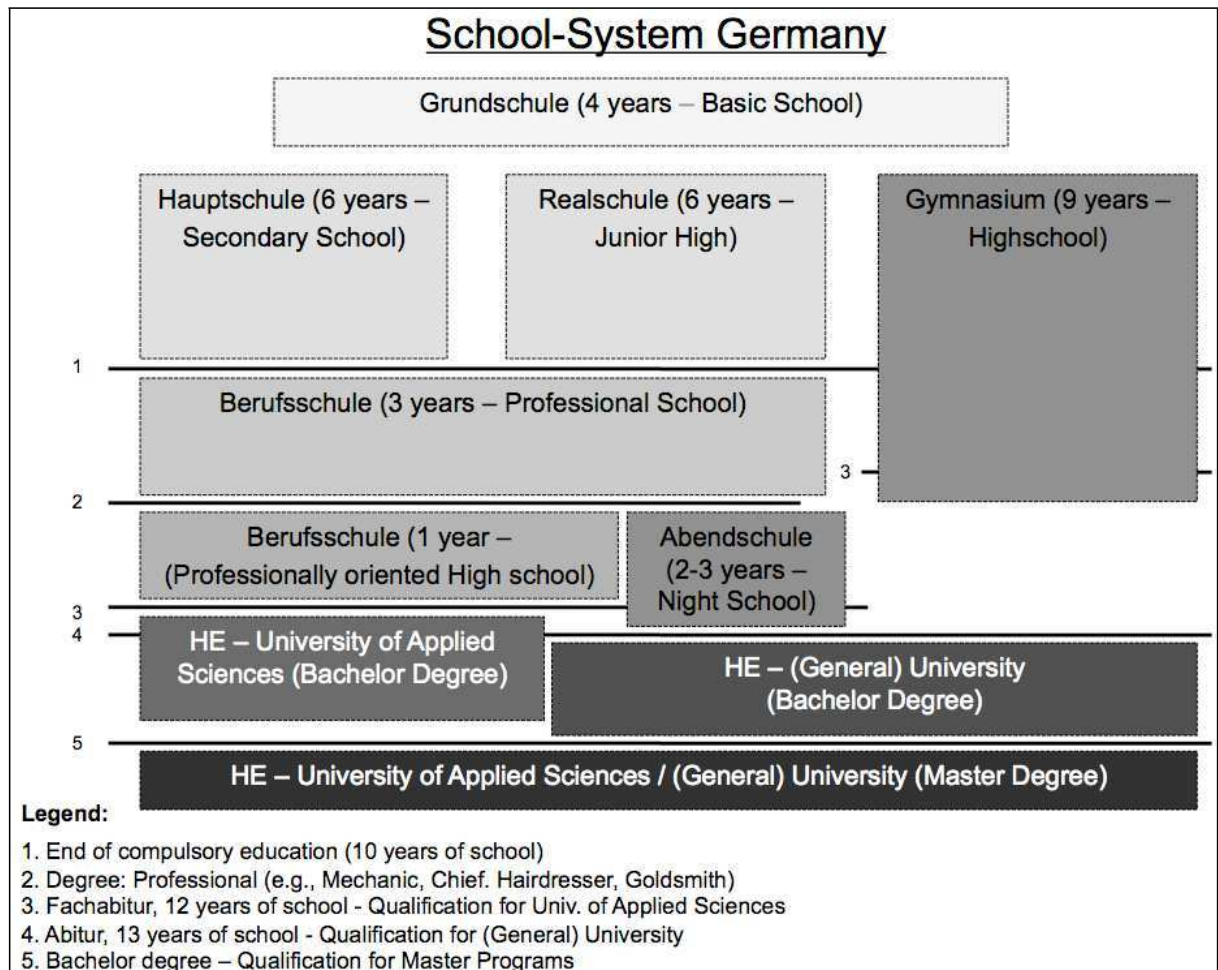 School-System Germany
Grundschule (4 years – Basic School)
Hauptschule (6 years –
Secondary School)
Realschule (6 years –
Junior High)
Gymnasium (9 years –
Highschool)
1
Berufsschule (3 years – Professional School)
3
2
Berufsschule (1 year –
(Professionally oriented High school)
Abendschule
(2-3 years –
Night School)
3
4
HE – University of Applied
Sciences (Bachelor Degree)
HE – (General) University
(Bachelor Degree)
5
HE – University of Applied Sciences / (General) University (Master Degree)
Legend:
1. End of compulsory education (10 years of school)
2. Degree: Professional (e.g., Mechanic, Chief. Hairdresser, Goldsmith)
3. Fachabitur, 12 years of school - Qualification for Univ. of Applied Sciences
4. Abitur, 13 years of school - Qualification for (General) University
5. Bachelor degree – Qualification for Master Programs